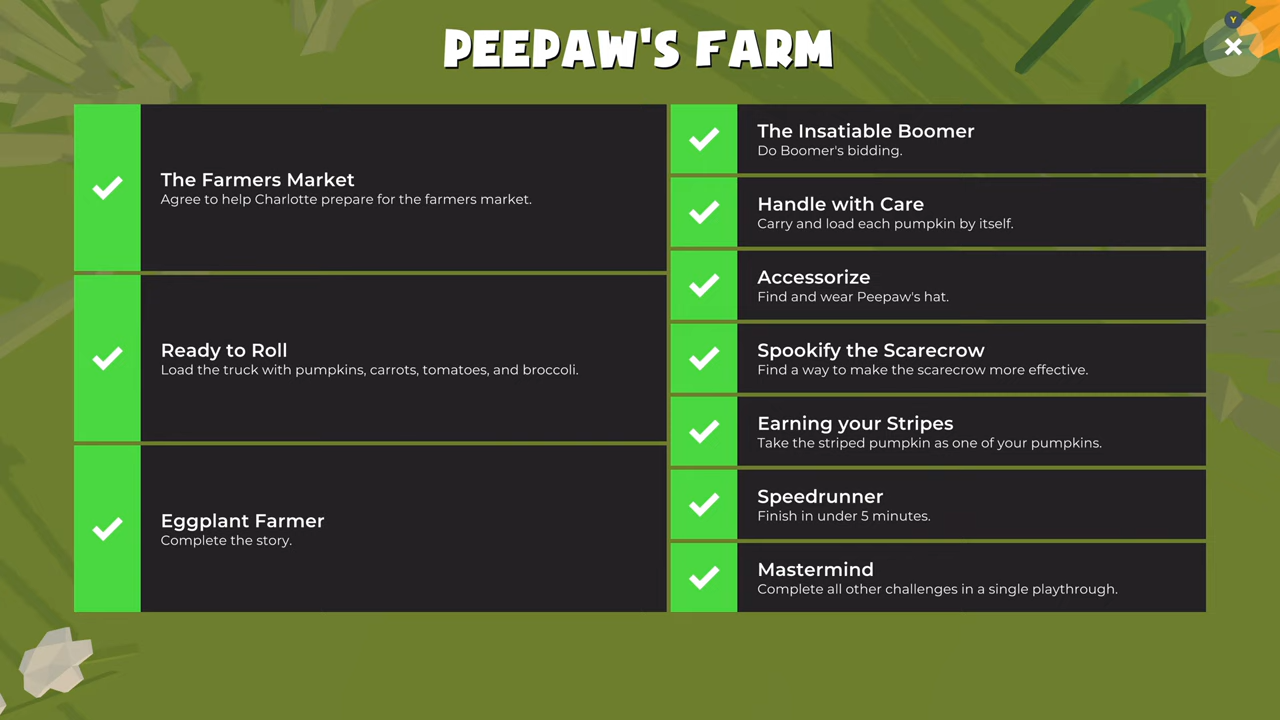 PEEPAW'S FARM
Y
The Farmers Market
Agree to help Charlotte prepare for the farmers market.
Ready to Roll
Load the truck with pumpkins, carrots, tomatoes, and broccoli.
Eggplant Farmer
Complete the story.
The Insatiable Boomer
Do Boomer's bidding.
Handle with Care
Carry and load each pumpkin by itself.
Accessorize
Find and wear Peepaw's hat.
Spookify the Scarecrow
Find a way to make the scarecrow more effective.
Earning your Stripes
Take the striped pumpkin as one of your pumpkins.
Speedrunner
Finish in under 5 minutes.
Mastermind
Complete all other challenges in a single playthrough.